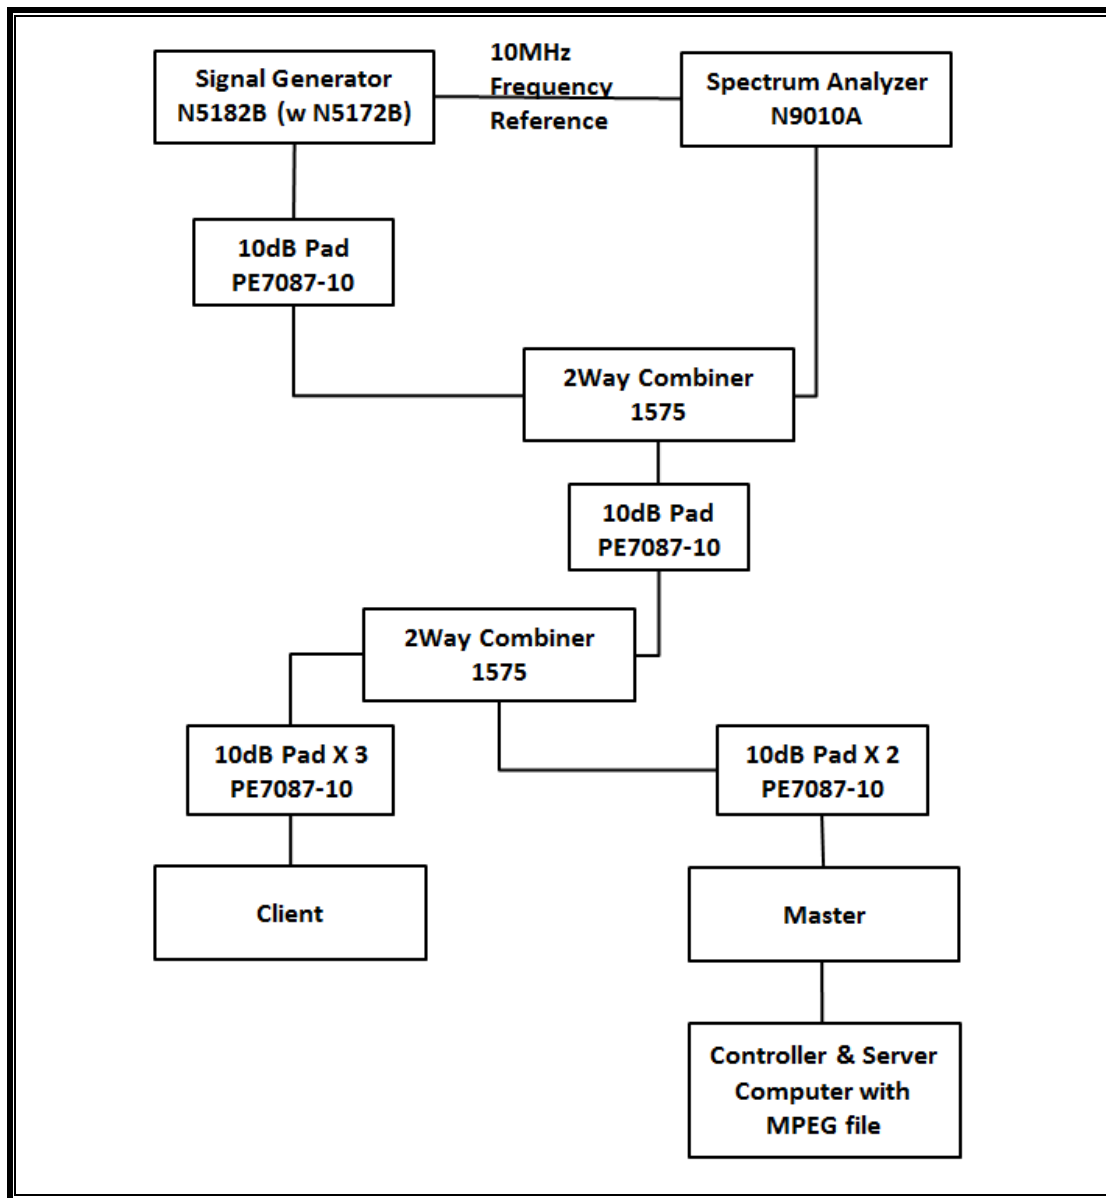 Signal Generator
N5182B (w N5172B)
10MHz
Frequency
Reference
Spectrum Analyzer
N9010A
10dB Pad
PE7087-10
2Way Combiner
1575
10dB Pad
PE7087-10
2Way Combiner
1575
10dB Pad X 3
PE7087-10
10dB Pad X 2
PE7087-10
Client
Master
Controller & Server
Computer with
MPEG file